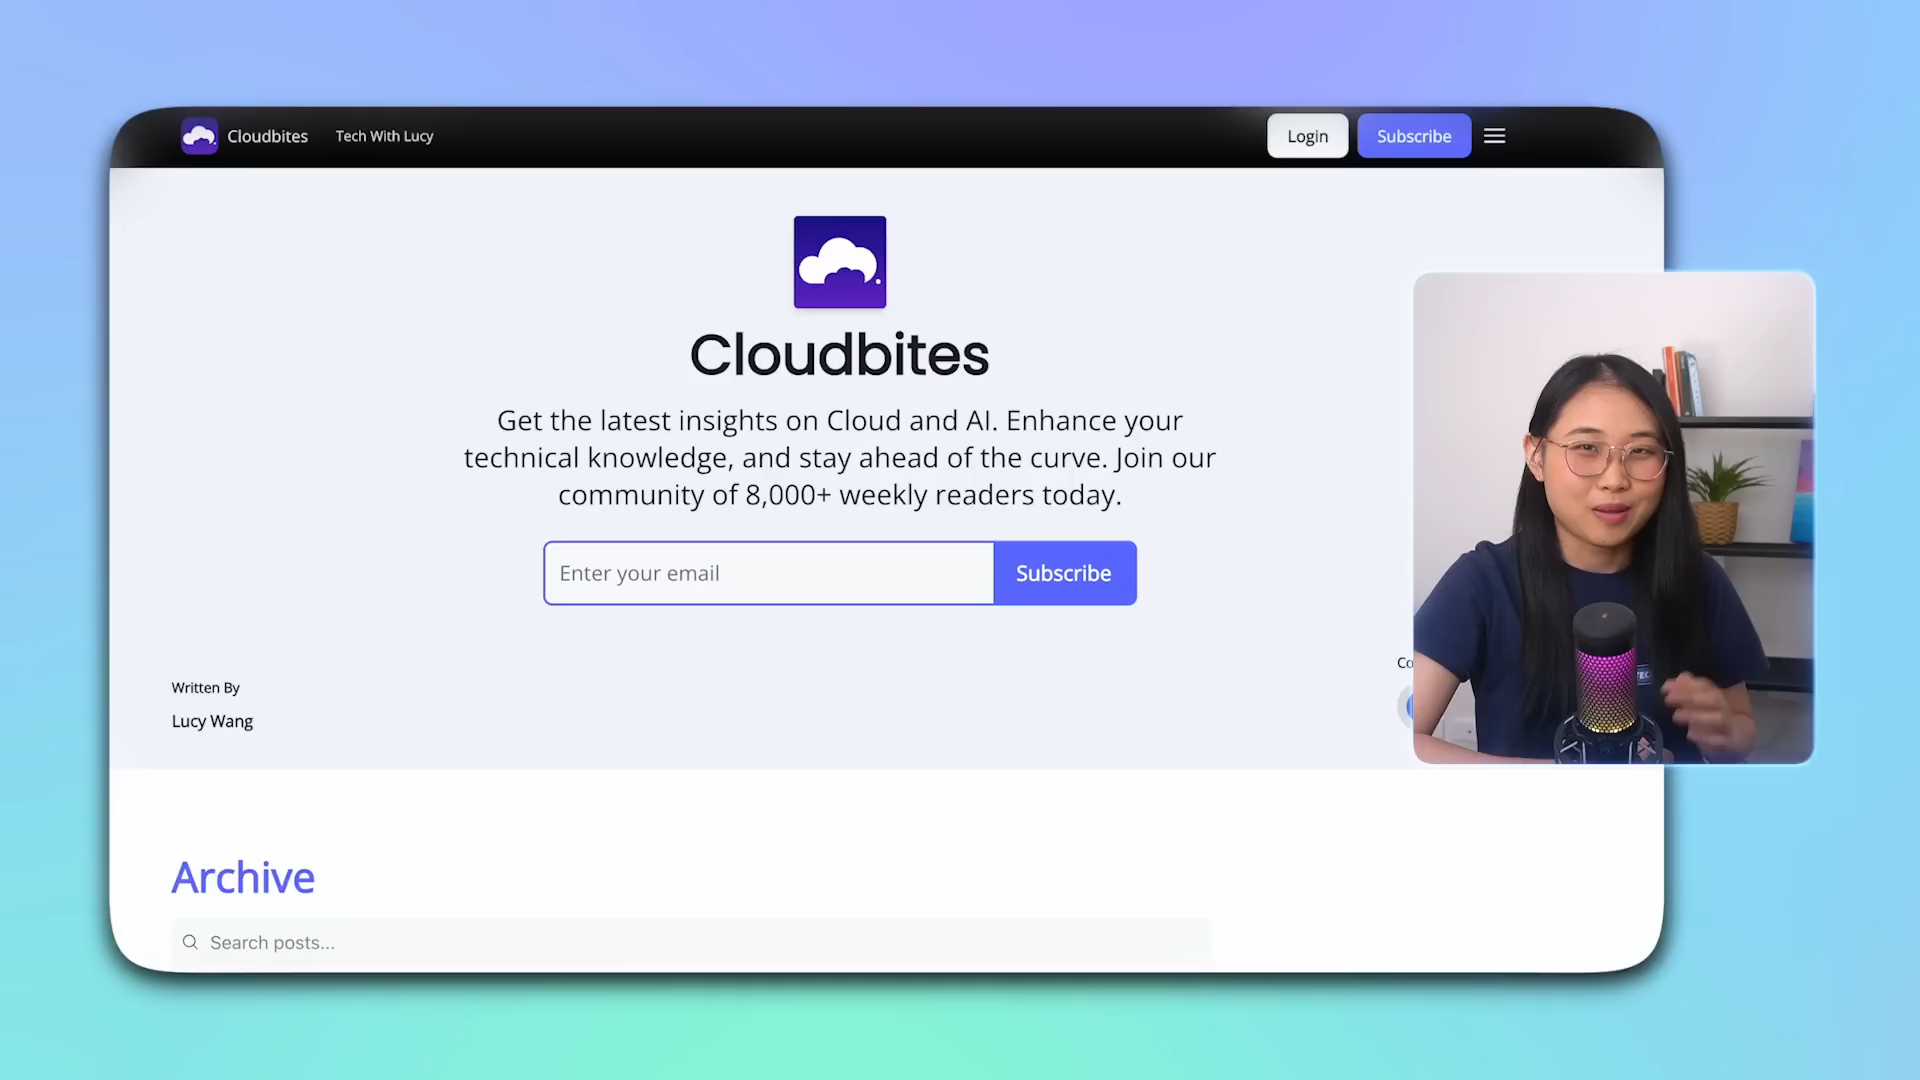 Cloudbites
Tech With Lucy
Login
Subscribe
Cloudbites
Get the latest insights on Cloud and AI. Enhance your
technical knowledge, and stay ahead of the curve. Join our
community of 8,000+ weekly readers today.
Enter your email
Subscribe
Written By
Lucy Wang
Archive
Search posts...